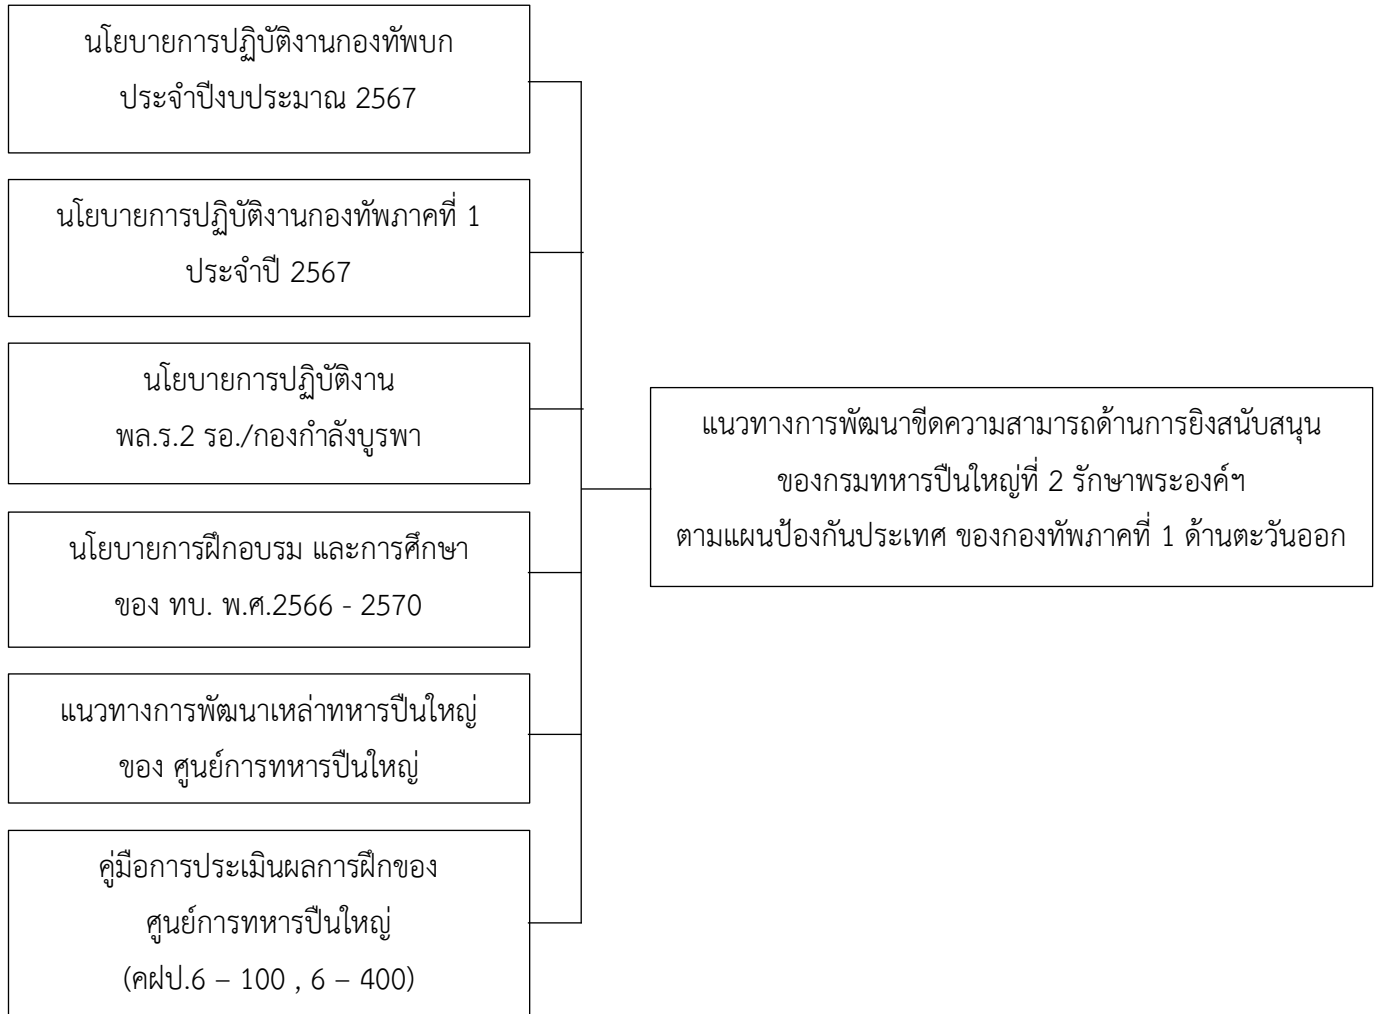 นโยบายการปฏิบัติงานกองทัพบก
ประจำปีงบประมาณ 2567
นโยบายการปฏิบัติงานกองทัพภาคที่ 1
ประจำปี 2567
นโยบายการปฏิบัติงาน
พล.ร.2 รอ./กองกำลังบูรพา
นโยบายการฝึกอบรม และการศึกษา
ของ ทบ. พ.ศ.2566 - 2570
แนวทางการพัฒนาเหล่าทหารปืนใหญ่
ของ ศูนย์การทหารปืนใหญ่
คู่มือการประเมินผลการฝึกของ
ศูนย์การทหารปืนใหญ่
(คฝป.6 – 100 , 6 – 400)
แนวทางการพัฒนาขีดความสามารถด้านการยิงสนับสนุน
ของกรมทหารปืนใหญ่ที่ 2 รักษาพระองค์ฯ
ตามแผนป้องกันประเทศ ของกองทัพภาคที่ 1 ด้านตะวันออก